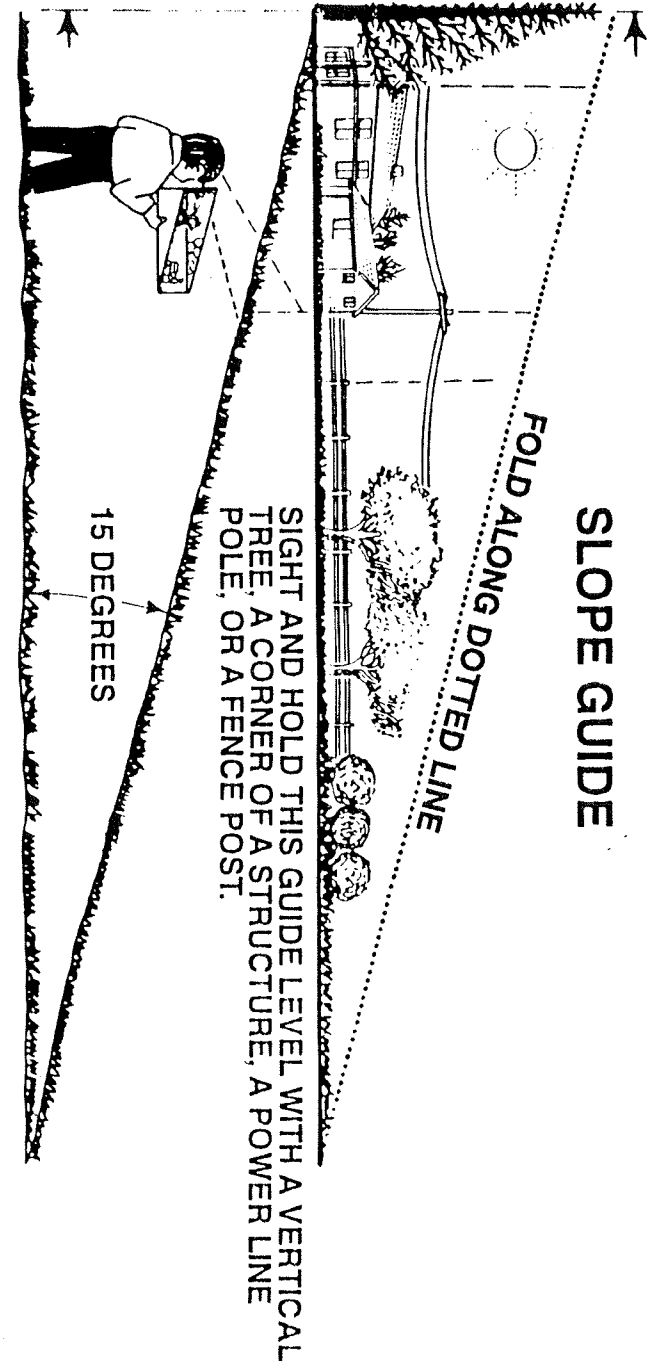 SLOPE GUIDE
FOLD ALONG DOTTED LINE
SIGHT AND HOLD THIS GUIDE LEVEL WITH A VERTICAL
TREE, A CORNER OF A STRUCTURE, A POWER LINE
POLE, OR A FENCE POST.
15 DEGREES